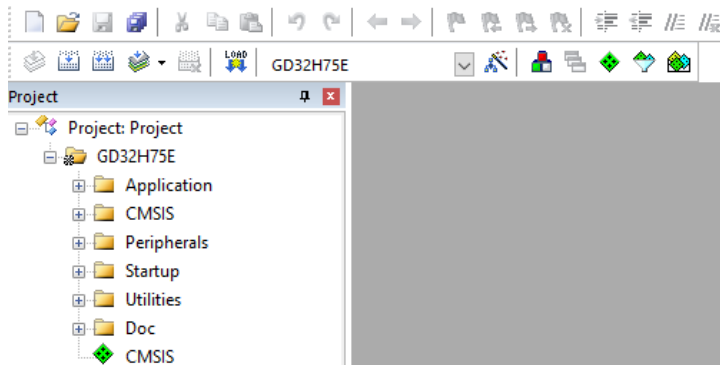 LOAD
GD32H75E
Project
Project: Project
GD32H75E
Application
CMSIS
Peripherals
Startup
Utilities
Doc
CMSIS